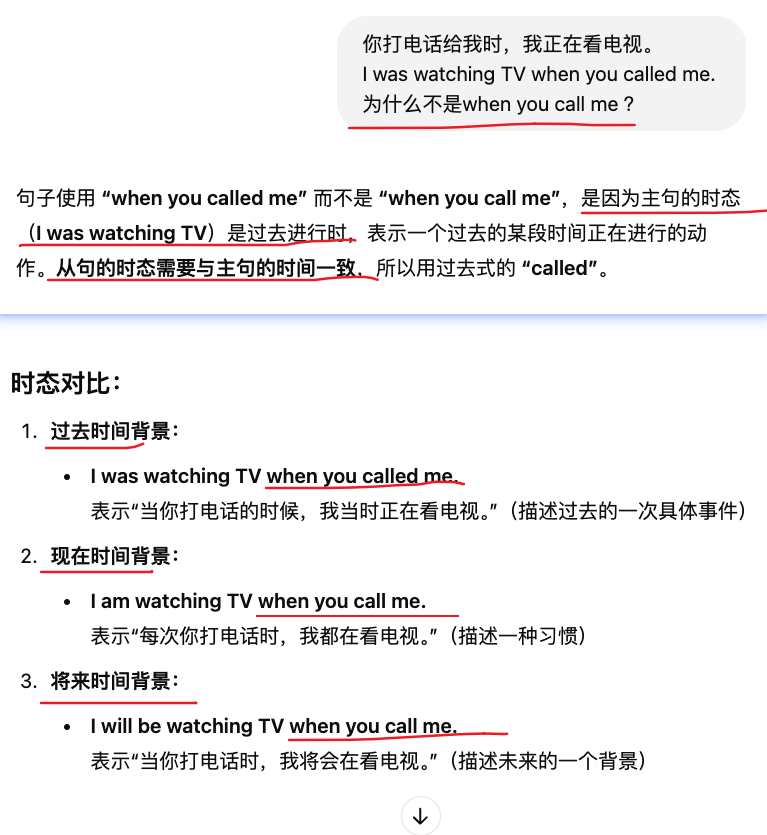 你打电话给我时，我正在看电视。
I was watching TV when you called me.
为什么不是when you call me？
句子使用 “when you called me” 而不是 “when you call me”，是因为主句的时态
（I was watching TV）是过去进行时，表示一个过去的某段时间正在进行的动
作。从句的时态需要与主句的时间一致，所以用过去式的 “called”。
时态对比：
1. 过去时间背景：
• I was watching TV when you called me.
表示“当你打电话的时候，我当时正在看电视。”（描述过去的一次具体事件）
2. 现在时间背景：
• I am watching TV when you call me.
表示“每次你打电话时，我都在看电视。”（描述一种习惯）
3. 将来时间背景：
• I will be watching TV when you call me.
表示“当你打电话时，我将会在看电视。”（描述未来的一个背景）